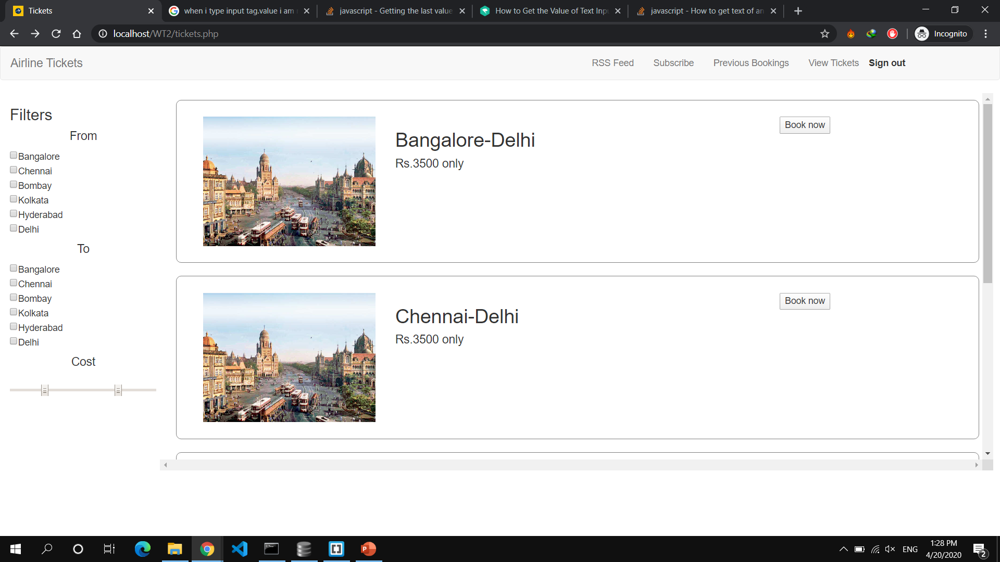 Tickets
when i type input tag.value i am
javascript - Getting the last value
How to Get the Value of Text Inpu
javascript - How to get text of an
localhost/WT2/tickets.php
Incognito
Airline Tickets
RSS Feed
Subscribe
Previous Bookings
View Tickets
Sign out
Filters
From
Bangalore
Chennai
Bombay
Kolkata
Hyderabad
Delhi
To
Bangalore
Chennai
Bombay
Kolkata
Hyderabad
Delhi
Cost
Bangalore-Delhi
Rs.3500 only
Book now
Chennai-Delhi
Rs.3500 only
Book now
ENG
1:28 PM
4/20/2020
2